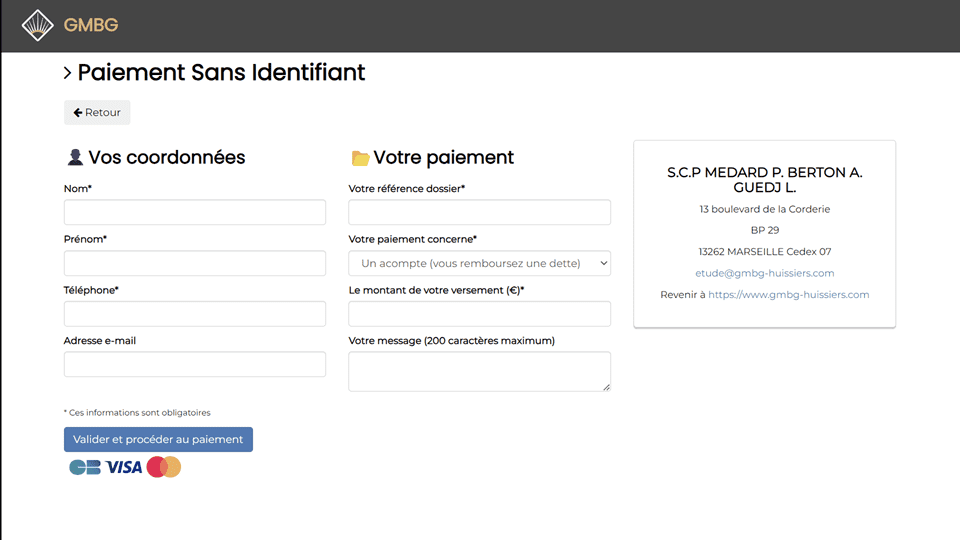 GMBG
Paiement Sans Identifiant
Retour
Vos coordonnées
Nom*
Prénom*
Téléphone*
Adresse e-mail
Votre paiement
Votre référence dossier*
Votre paiement concerne*
Un acompte (vous remboursez une dette)
Le montant de votre versement (€)*
Votre message (200 caractères maximum)
S.C.P MEDARD P. BERTON A.
GUEDJ L.
13 boulevard de la Corderie
BP 29
13262 MARSEILLE Cedex 07
etude@gmbg-huissiers.com
Revenir à https://www.gmbg-huissiers.com
* Ces informations sont obligatoires
Valider et procéder au paiement
CB VISA